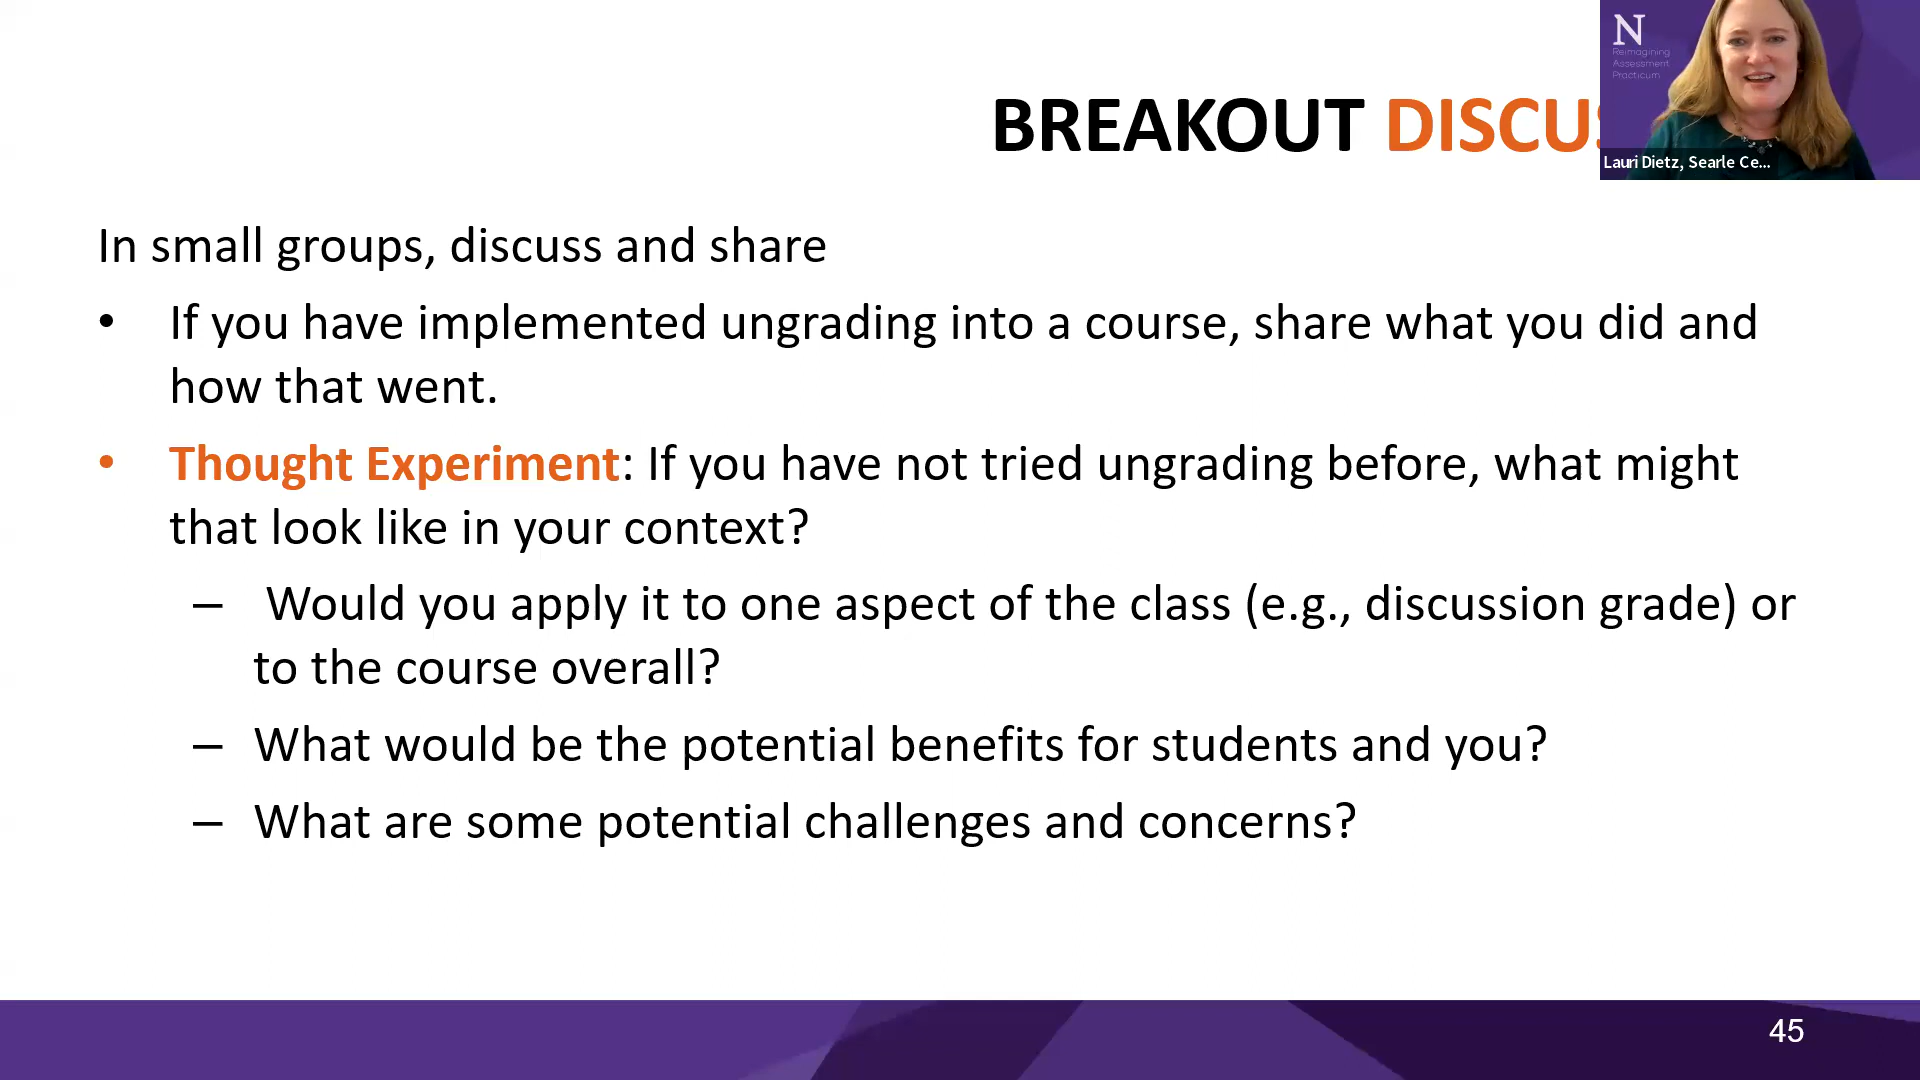 N
Reimagining
Assessment
Practicum
BREAKOUT DISCUS
Lauri Dietz, Searle Ce...
In small groups, discuss and share
• If you have implemented ungrading into a course, share what you did and
how that went.
• Thought Experiment: If you have not tried ungrading before, what might
that look like in your context?
– Would you apply it to one aspect of the class (e.g., discussion grade) or
to the course overall?
– What would be the potential benefits for students and you?
– What are some potential challenges and concerns?
45